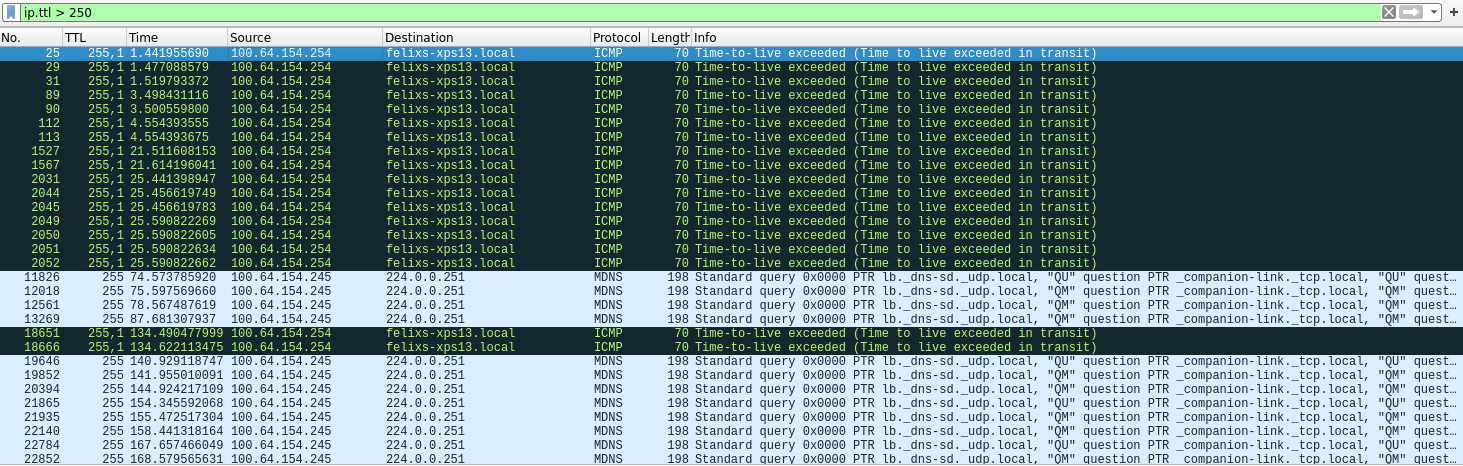 ip.ttl > 250
No. TTL Time Source Destination Protocol Length Info
25 255,1 1.441955690 100.64.154.254 felixs-xps13.local ICMP 70 Time-to-live exceeded (Time to live exceeded in transit)
29 255,1 1.477088579 100.64.154.254 felixs-xps13.local ICMP 70 Time-to-live exceeded (Time to live exceeded in transit)
31 255,1 1.519793372 100.64.154.254 felixs-xps13.local ICMP 70 Time-to-live exceeded (Time to live exceeded in transit)
89 255,1 3.498431116 100.64.154.254 felixs-xps13.local ICMP 70 Time-to-live exceeded (Time to live exceeded in transit)
90 255,1 3.500559800 100.64.154.254 felixs-xps13.local ICMP 70 Time-to-live exceeded (Time to live exceeded in transit)
112 255,1 4.554393555 100.64.154.254 felixs-xps13.local ICMP 70 Time-to-live exceeded (Time to live exceeded in transit)
113 255,1 4.554393675 100.64.154.254 felixs-xps13.local ICMP 70 Time-to-live exceeded (Time to live exceeded in transit)
1527 255,1 21.511608153 100.64.154.254 felixs-xps13.local ICMP 70 Time-to-live exceeded (Time to live exceeded in transit)
1567 255,1 21.614196041 100.64.154.254 felixs-xps13.local ICMP 70 Time-to-live exceeded (Time to live exceeded in transit)
2031 255,1 25.441398947 100.64.154.254 felixs-xps13.local ICMP 70 Time-to-live exceeded (Time to live exceeded in transit)
2044 255,1 25.456619749 100.64.154.254 felixs-xps13.local ICMP 70 Time-to-live exceeded (Time to live exceeded in transit)
2045 255,1 25.456619783 100.64.154.254 felixs-xps13.local ICMP 70 Time-to-live exceeded (Time to live exceeded in transit)
2049 255,1 25.590822269 100.64.154.254 felixs-xps13.local ICMP 70 Time-to-live exceeded (Time to live exceeded in transit)
2050 255,1 25.590822605 100.64.154.254 felixs-xps13.local ICMP 70 Time-to-live exceeded (Time to live exceeded in transit)
2051 255,1 25.590822634 100.64.154.254 felixs-xps13.local ICMP 70 Time-to-live exceeded (Time to live exceeded in transit)
2052 255,1 25.590822662 100.64.154.254 felixs-xps13.local ICMP 70 Time-to-live exceeded (Time to live exceeded in transit)
11826 255 74.573785920 100.64.154.245 224.0.0.251 MDNS 198 Standard query 0x0000 PTR lb._dns-sd._udp.local, "QU" question PTR _companion-link._tcp.local, "QU" quest…
12018 255 75.597569660 100.64.154.245 224.0.0.251 MDNS 198 Standard query 0x0000 PTR lb._dns-sd._udp.local, "QM" question PTR _companion-link._tcp.local, "QM" quest…
12561 255 78.567487619 100.64.154.245 224.0.0.251 MDNS 198 Standard query 0x0000 PTR lb._dns-sd._udp.local, "QM" question PTR _companion-link._tcp.local, "QM" quest…
13269 255 87.681307937 100.64.154.245 224.0.0.251 MDNS 198 Standard query 0x0000 PTR lb._dns-sd._udp.local, "QM" question PTR _companion-link._tcp.local, "QM" quest…
18651 255,1 134.490477999 100.64.154.254 felixs-xps13.local ICMP 70 Time-to-live exceeded (Time to live exceeded in transit)
18666 255,1 134.622113475 100.64.154.254 felixs-xps13.local ICMP 70 Time-to-live exceeded (Time to live exceeded in transit)
19646 255 140.929118747 100.64.154.245 224.0.0.251 MDNS 198 Standard query 0x0000 PTR lb._dns-sd._udp.local, "QU" question PTR _companion-link._tcp.local, "QU" quest…
19852 255 141.955010091 100.64.154.245 224.0.0.251 MDNS 198 Standard query 0x0000 PTR lb._dns-sd._udp.local, "QM" question PTR _companion-link._tcp.local, "QM" quest…
20394 255 144.924217109 100.64.154.245 224.0.0.251 MDNS 198 Standard query 0x0000 PTR lb._dns-sd._udp.local, "QM" question PTR _companion-link._tcp.local, "QM" quest…
21865 255 154.345592068 100.64.154.245 224.0.0.251 MDNS 198 Standard query 0x0000 PTR lb._dns-sd._udp.local, "QU" question PTR _companion-link._tcp.local, "QU" quest…
21935 255 155.472517304 100.64.154.245 224.0.0.251 MDNS 198 Standard query 0x0000 PTR lb._dns-sd._udp.local, "QM" question PTR _companion-link._tcp.local, "QM" quest…
22140 255 158.441318164 100.64.154.245 224.0.0.251 MDNS 198 Standard query 0x0000 PTR lb._dns-sd._udp.local, "QM" question PTR _companion-link._tcp.local, "QM" quest…
22784 255 167.657466049 100.64.154.245 224.0.0.251 MDNS 198 Standard query 0x0000 PTR lb._dns-sd._udp.local, "QU" question PTR _companion-link._tcp.local, "QU" quest…
22852 255 168.579565631 100.64.154.245 224.0.0.251 MDNS 198 Standard query 0x0000 PTR lb._dns-sd._udp.local, "QM" question PTR _companion-link._tcp.local, "QM" quest…